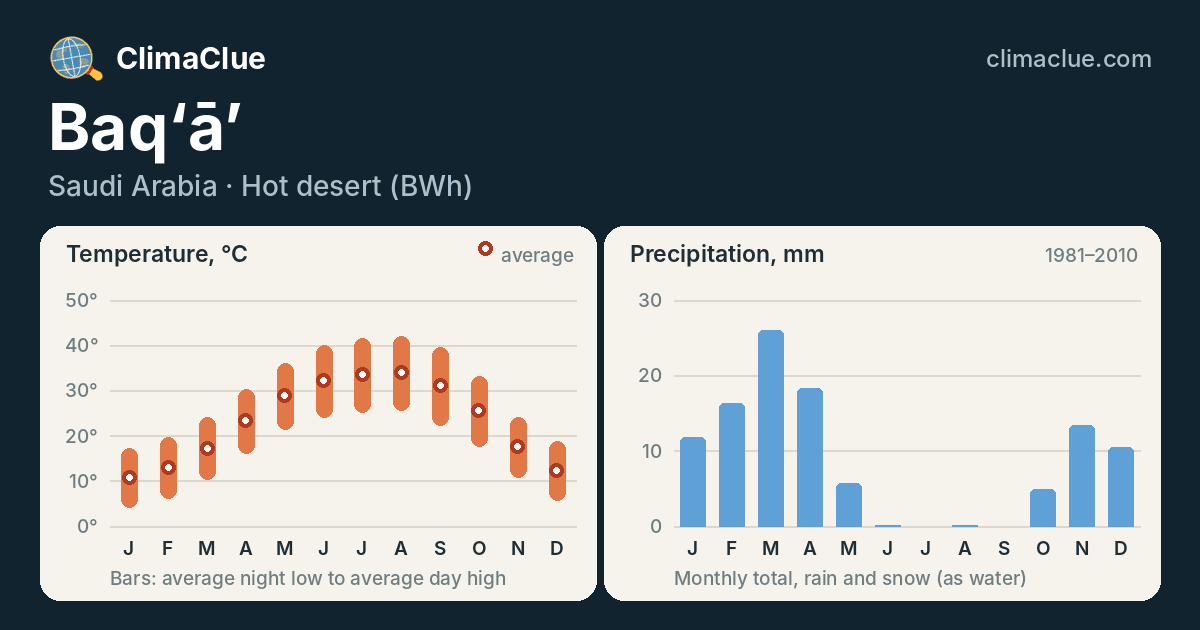 ClimaClue
climaclue.com
Baq‘ā’
Saudi Arabia · Hot desert (BWh)
Temperature, °C
average
50°
40°
30°
20°
10°
0°
J F M A M J J A S O N D
Bars: average night low to average day high
Precipitation, mm
1981–2010
30
20
10
0
J F M A M J J A S O N D
Monthly total, rain and snow (as water)